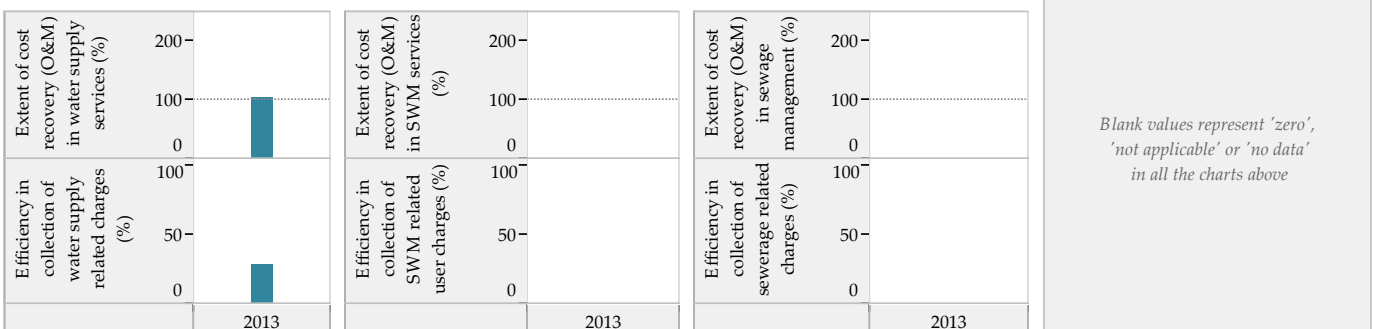 Extent of cost
recovery (O&M)
in water supply
services (%)
200
100
0
Efficiency in
collection of
water supply
related charges
(%)
100
50
0
2013
Extent of cost
recovery (O&M)
in SWM services
(%)
200
100
0
Efficiency in
collection of
SWM related
user charges (%)
100
50
0
2013
Extent of cost
recovery (O&M)
in sewage
management (%)
200
100
0
Efficiency in
collection of
sewerage related
charges (%)
100
50
0
2013
Blank values represent 'zero',
'not applicable' or 'no data'
in all the charts above